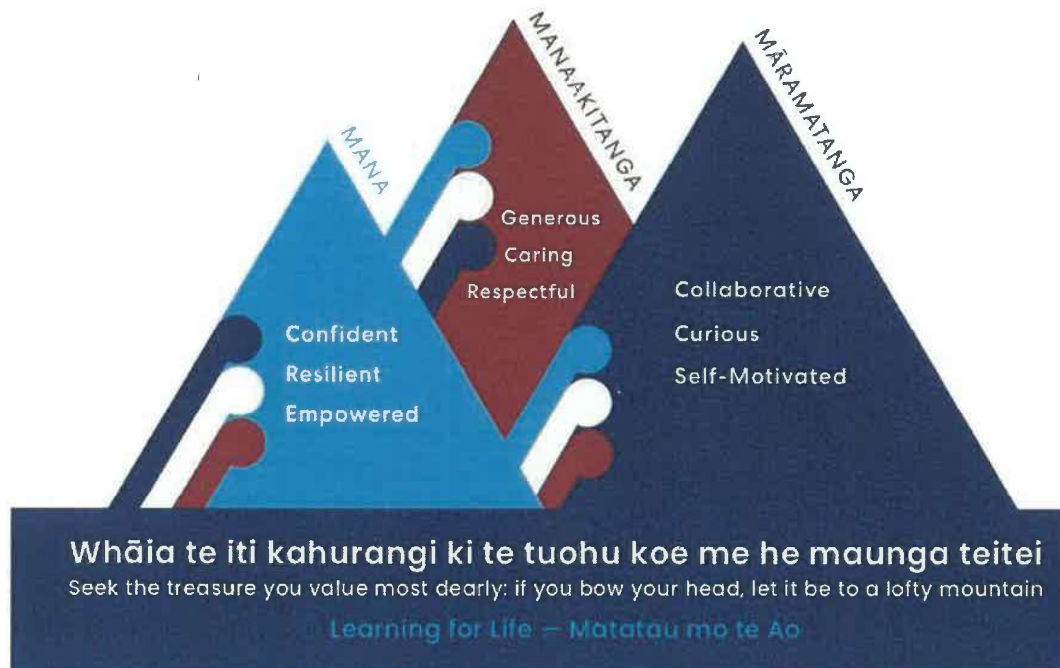 MANA
Confident
Resilient
Empowered
MANAAKITANGA
Generous
Caring
Respectful
MĀRAMATANGA
Collaborative
Curious
Self-Motivated
Whāia te iti kahurangi ki te tuohu koe me he maunga teitei
Seek the treasure you value most dearly: if you bow your head, let it be to a lofty mountain
Learning for Life – Matatau mo te Ao